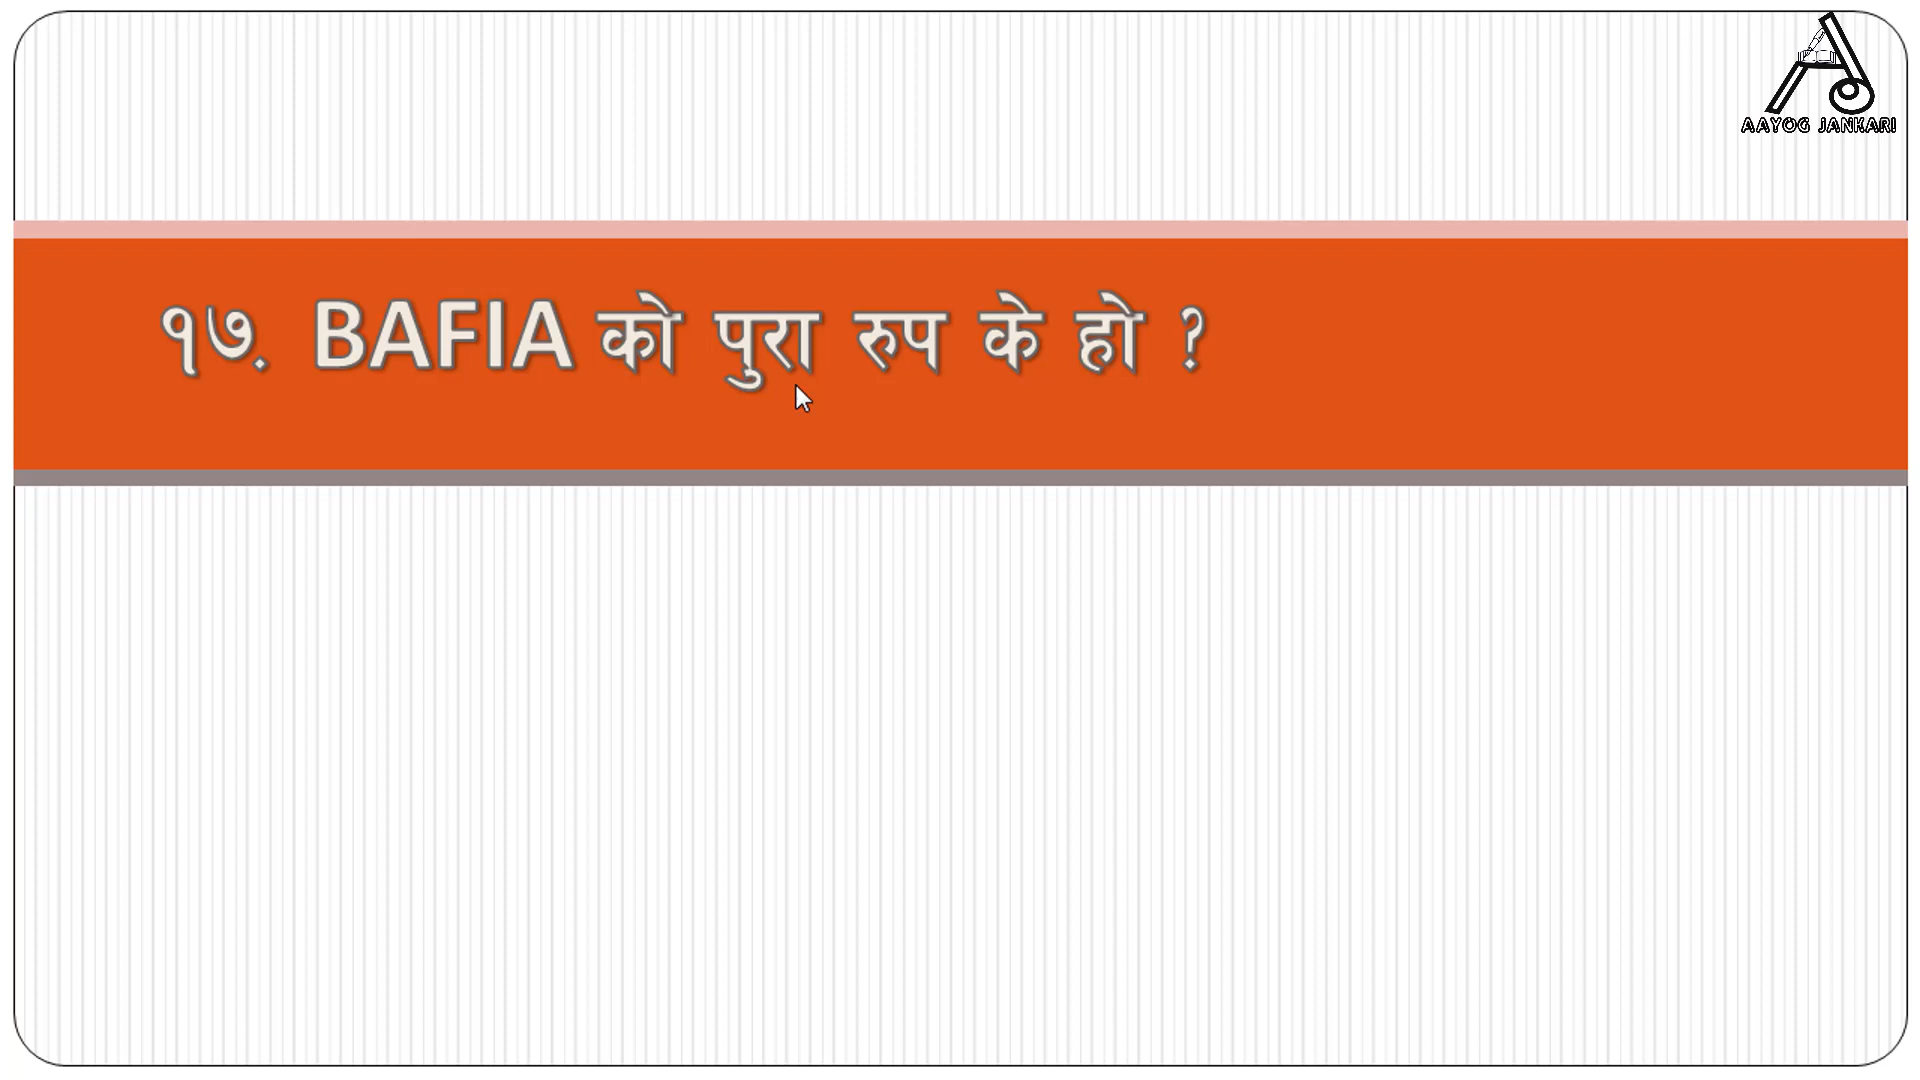 AAYOG JANKARI
१७. BAFIA को पुरा रुप के हो ?